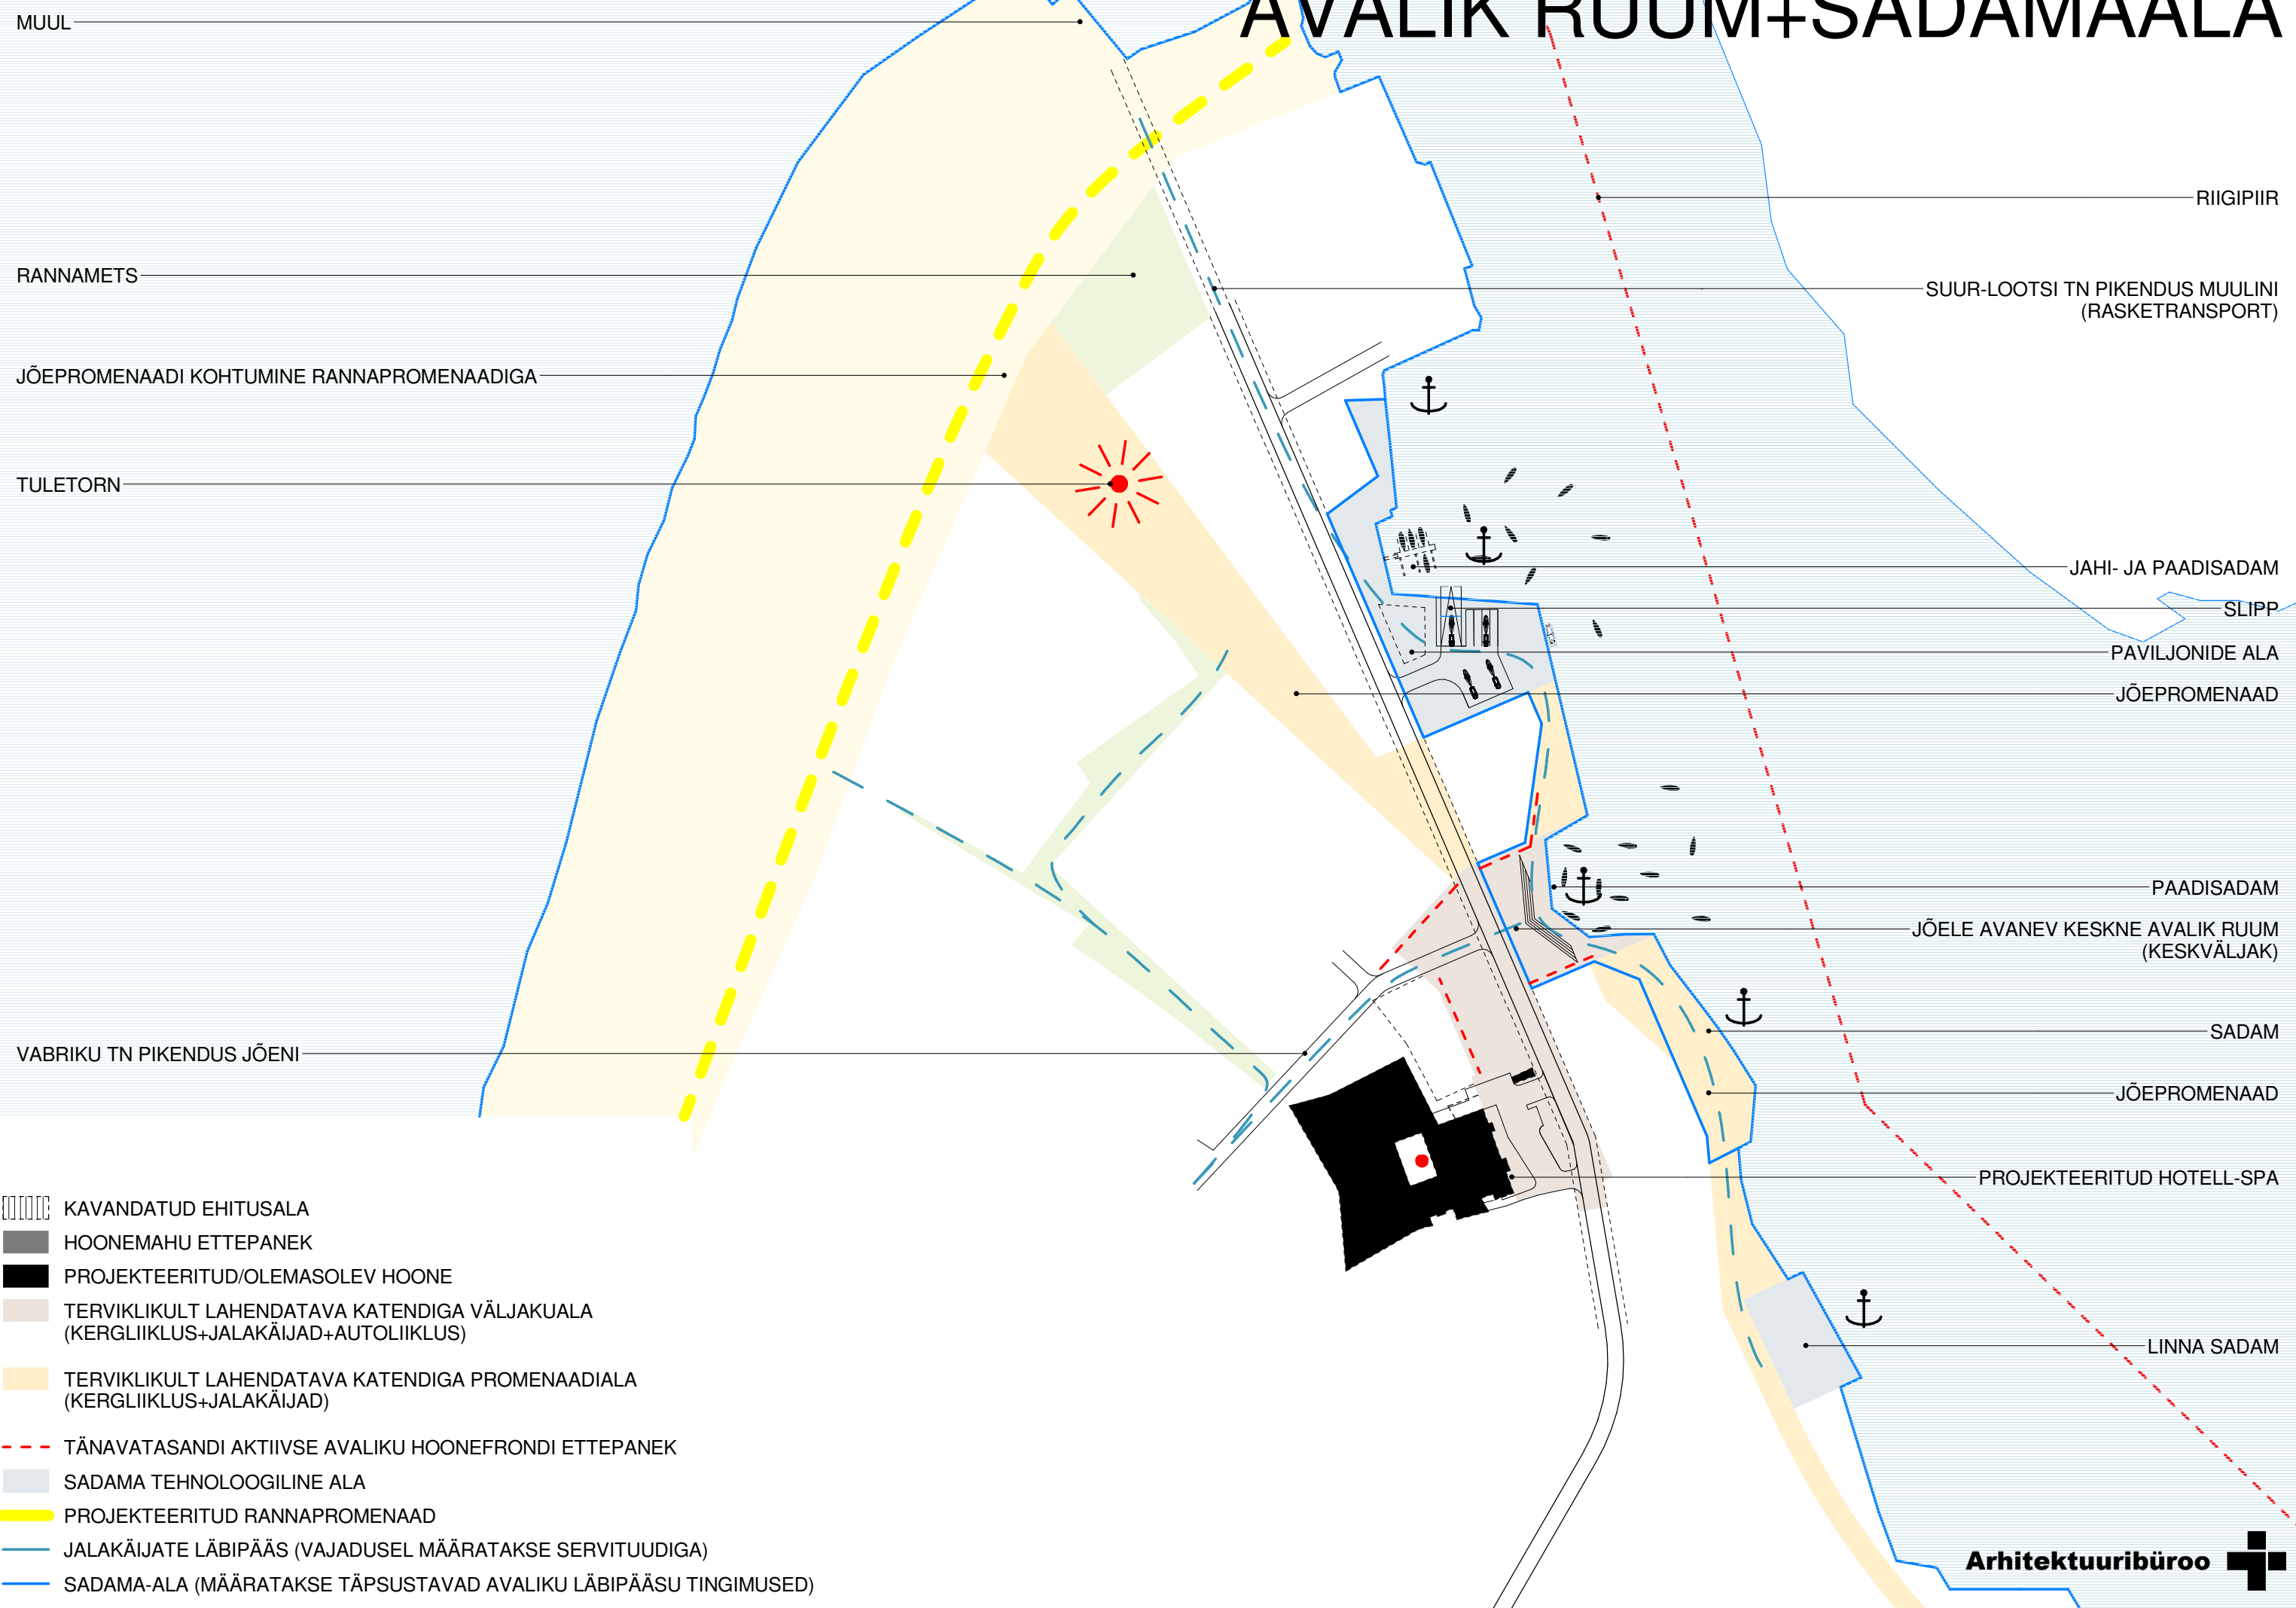 AVALIK RUUM+SADAMAALA
MUUL
RANNAMETS
JÕEPROMENAADI KOHTUMINE RANNAPROMENAADIGA
TULETORN
VABRIKU TN PIKENDUS JÕENI
RIIGIPIIR
SUUR-LOOTSI TN PIKENDUS MUULINI
(RASKETRANSPORT)
JAHI- JA PAADISADAM
SLIPP
PAVILJONIDE ALA
JÕEPROMENAAD
PAADISADAM
JÕELE AVANEV KESKNE AVALIK RUUM
(KESKVÄLJAK)
SADAM
JÕEPROMENAAD
PROJEKTEERITUD HOTELL-SPA
LINNA SADAM
KAVANDATUD EHITUSALA
HOONEMAHU ETTEPANEK
PROJEKTEERITUD/OLEMASOLEV HOONE
TERVIKLIKULT LAHENDATAVA KATENDIGA VÄLJAKUALA
(KERGLIIKLUS+JALAKÄIJAD+AUTOLIIKLUS)
TERVIKLIKULT LAHENDATAVA KATENDIGA PROMENAADIALA
(KERGLIIKLUS+JALAKÄIJAD)
TÄNAVATASANDI AKTIIVSE AVALIKU HOONEFRONDI ETTEPANEK
SADAMA TEHNOLOOGILINE ALA
PROJEKTEERITUD RANNAPROMENAAD
JALAKÄIJATE LÄBIPÄÄS (VAJADUSEL MÄÄRATAKSE SERVITUUDIGA)
SADAMA-ALA (MÄÄRATAKSE TÄPSUSTAVAD AVALIKU LÄBIPÄÄSU TINGIMUSED)
Arhitektuuribüroo